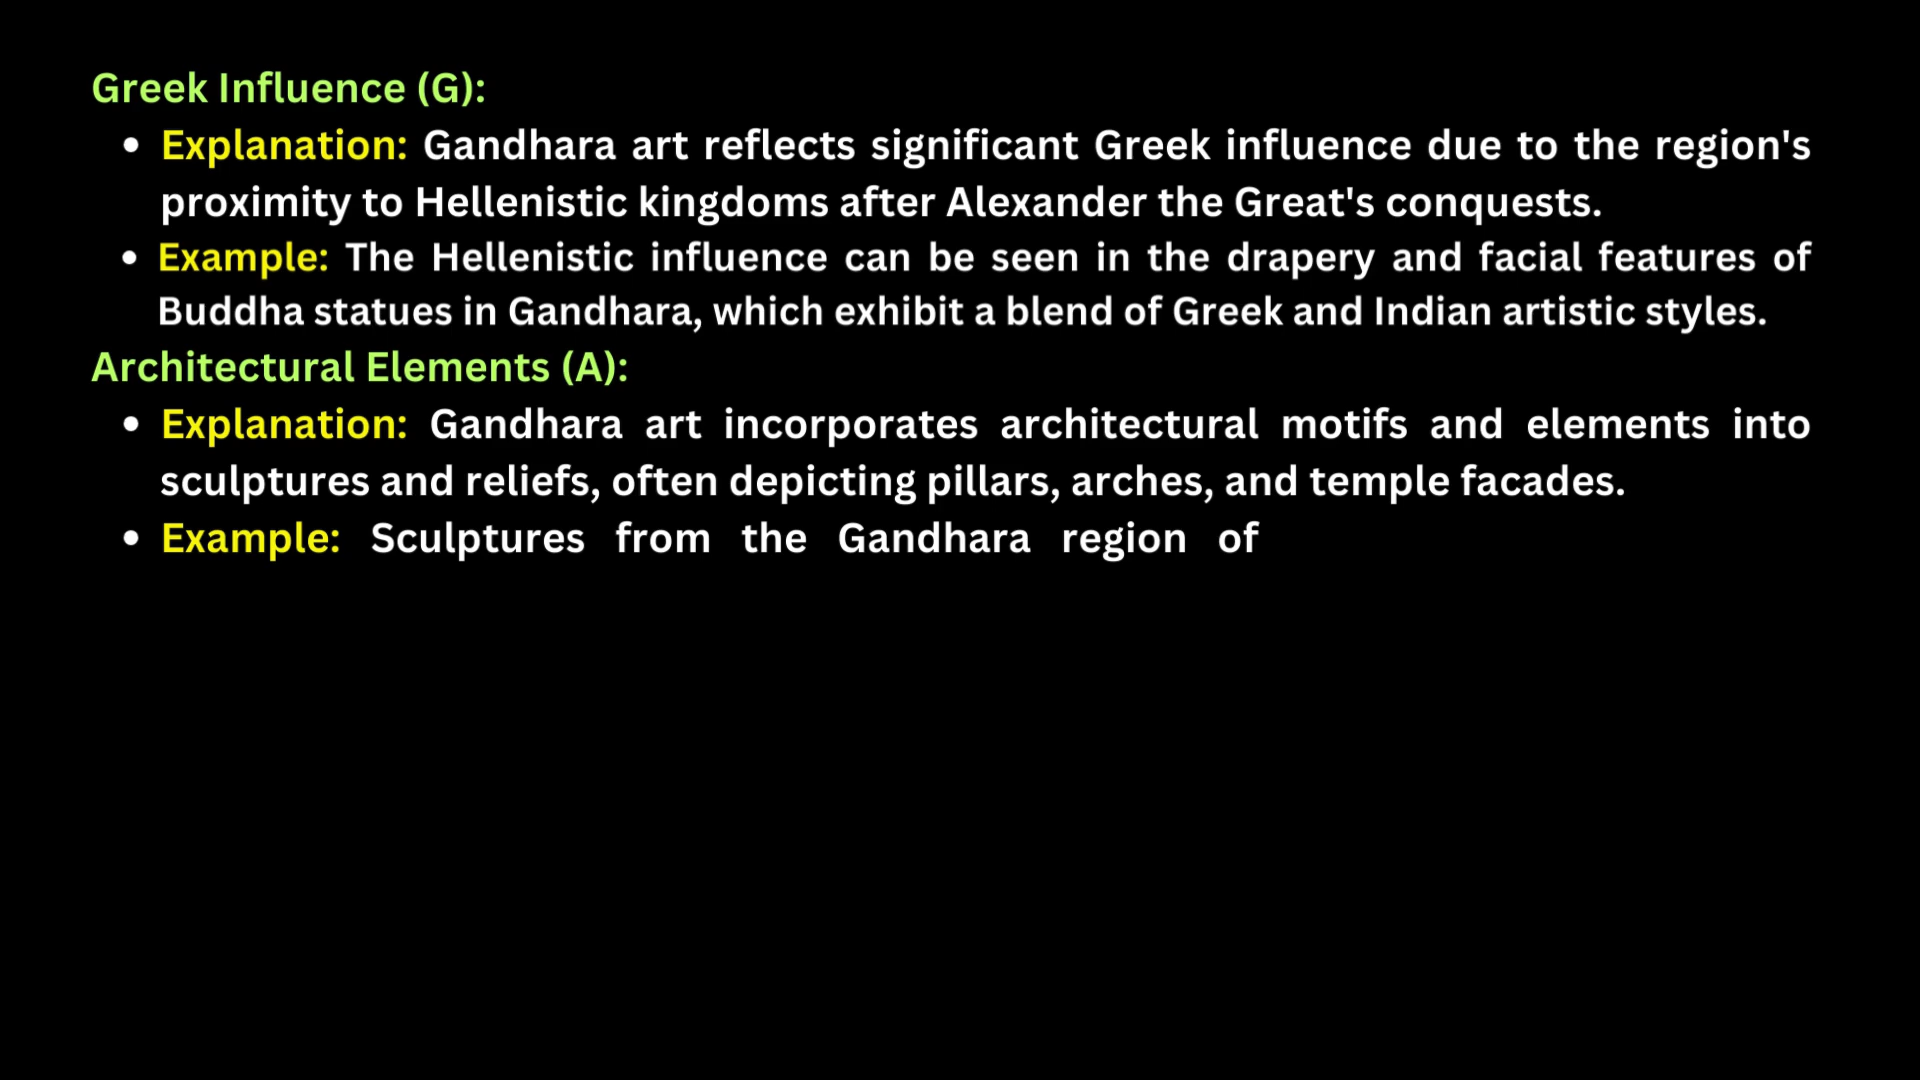 Greek Influence (G):
• Explanation: Gandhara art reflects significant Greek influence due to the region's
proximity to Hellenistic kingdoms after Alexander the Great's conquests.
• Example: The Hellenistic influence can be seen in the drapery and facial features of
Buddha statues in Gandhara, which exhibit a blend of Greek and Indian artistic styles.
Architectural Elements (A):
• Explanation: Gandhara art incorporates architectural motifs and elements into
sculptures and reliefs, often depicting pillars, arches, and temple facades.
• Example: Sculptures from the Gandhara region of